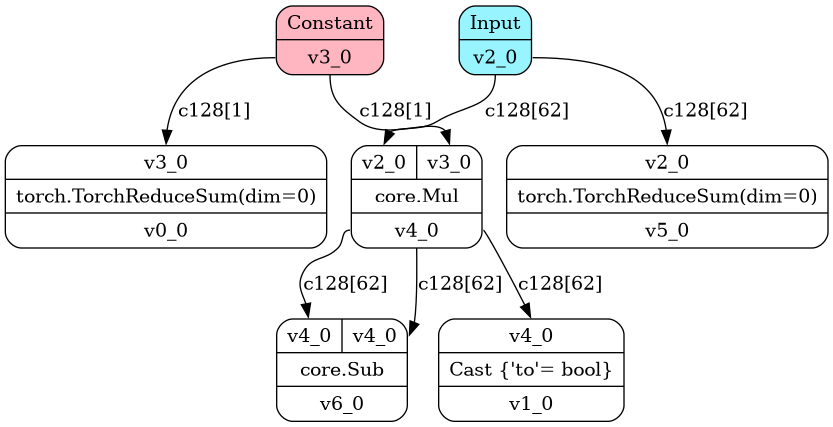 Constant
v3_0
Input
v2_0
c128[1]
c128[1]
c128[62]
c128[62]
v3_0
torch.TorchReduceSum(dim=0)
v0_0
v2_0 v3_0
core.Mul
v4_0
v2_0
torch.TorchReduceSum(dim=0)
v5_0
c128[62]
c128[62]
c128[62]
v4_0 v4_0
core.Sub
v6_0
v4_0
Cast {'to'= bool}
v1_0